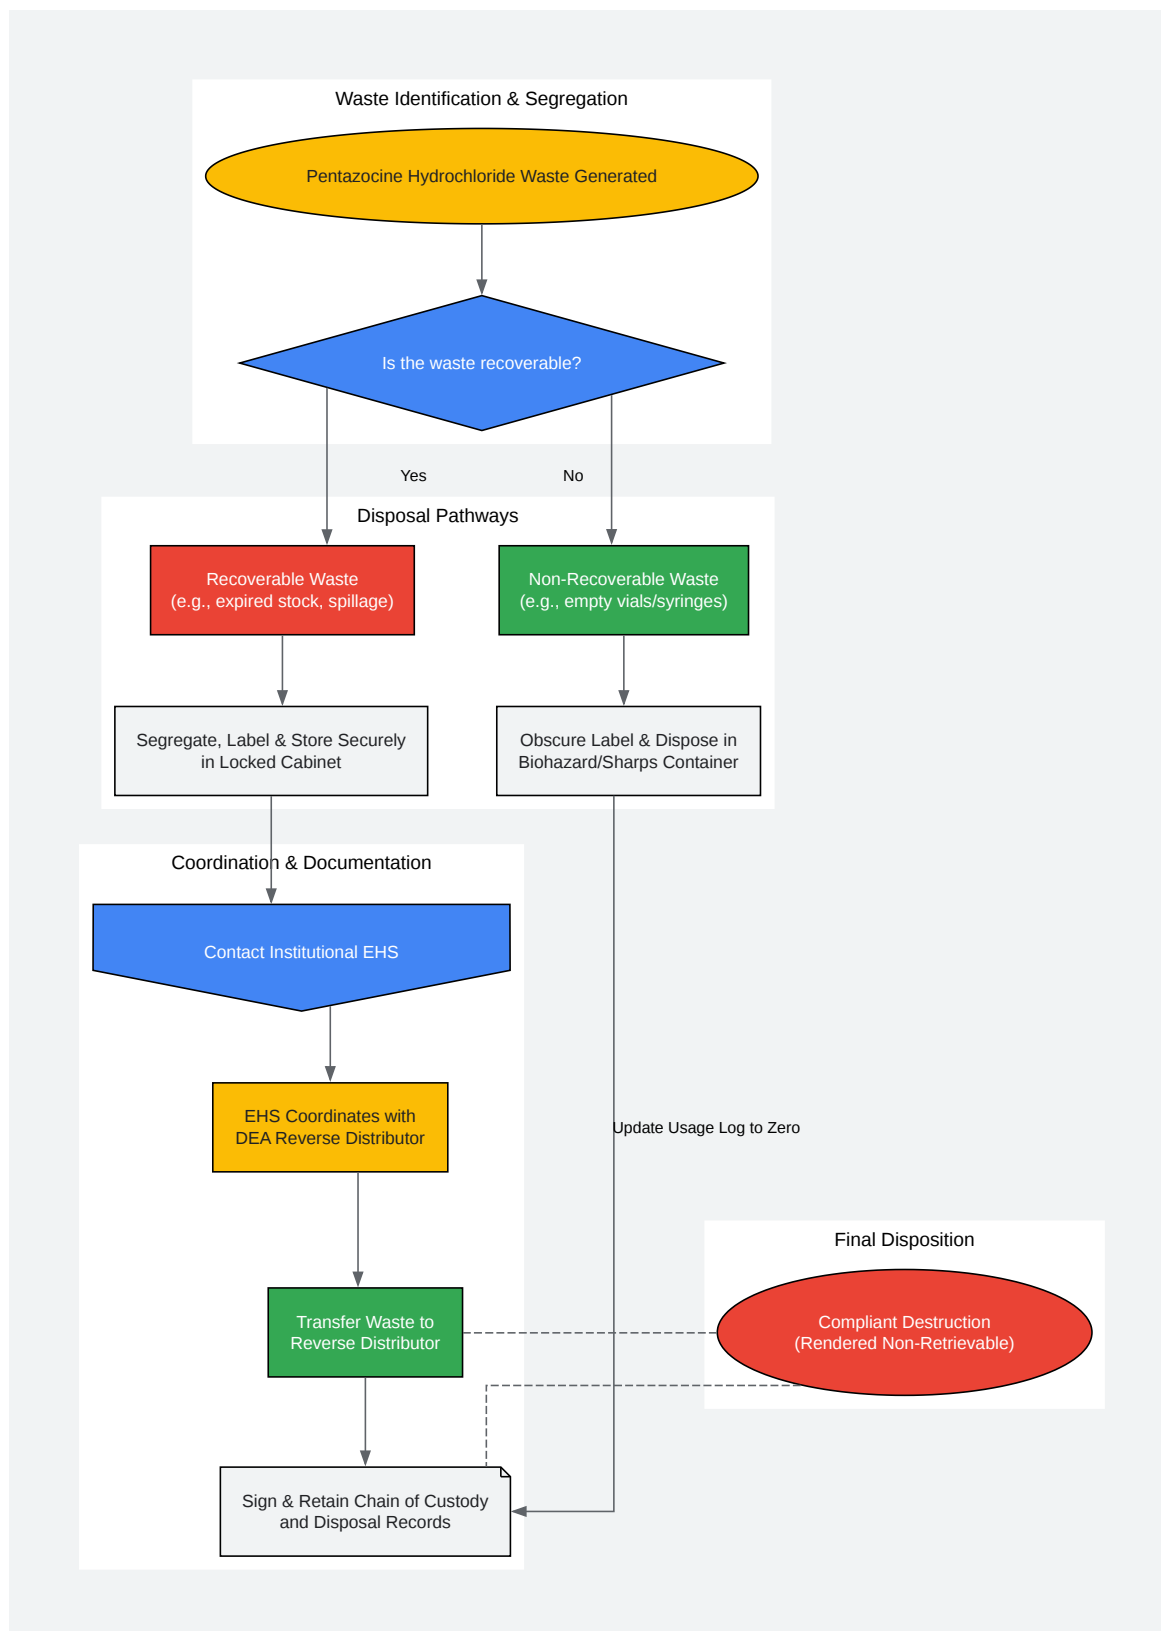 Waste Identification & Segregation
Pentazocine Hydrochloride Waste Generated
Is the waste recoverable?
Yes
No
Disposal Pathways
Recoverable Waste
(e.g., expired stock, spillage)
Non-Recoverable Waste
(e.g., empty vials/syringes)
Segregate, Label & Store Securely
in Locked Cabinet
Obscure Label & Dispose in
Biohazard/Sharps Container
Coordination & Documentation
Contact Institutional EHS
EHS Coordinates with
DEA Reverse Distributor
Update Usage Log to Zero
Final Disposition
Transfer Waste to
Reverse Distributor
Compliant Destruction
(Rendered Non-Retrievable)
Sign & Retain Chain of Custody
and Disposal Records